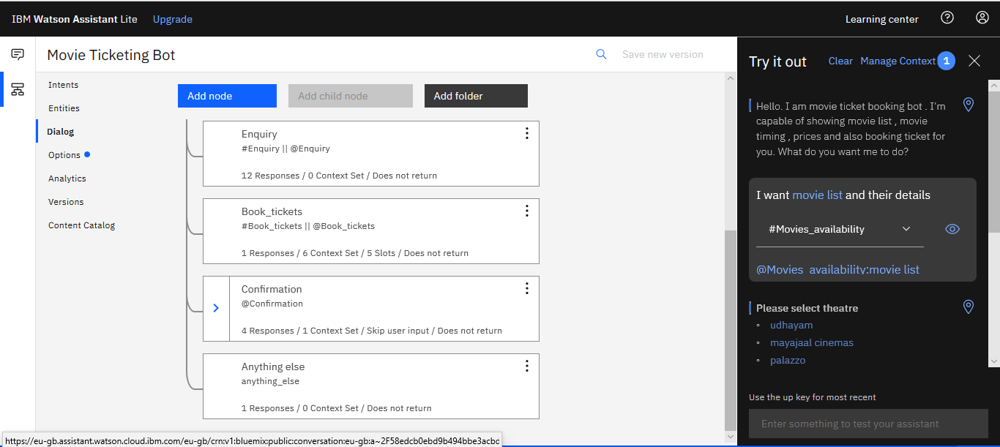 IBM Watson Assistant Lite Upgrade Learning center
Movie Ticketing Bot Save new version
Intents
Entities
Dialog
Options
Analytics
Versions
Content Catalog
Add node Add child node Add folder
Enquiry
#Enquiry || @Enquiry
12 Responses / 0 Context Set / Does not return
Book_tickets
#Book_tickets || @Book_tickets
1 Responses / 6 Context Set / 5 Slots / Does not return
Confirmation
@Confirmation
4 Responses / 1 Context Set / Skip user input / Does not return
Anything else
anything_else
1 Responses / 0 Context Set / Does not return
Try it out Clear Manage Context 1
Hello. I am movie ticket booking bot . I'm
capable of showing movie list , movie
timing , prices and also booking ticket for
you. What do you want me to do?
I want movie list and their details
#Movies_availability
@Movies_availability:movie list
Please select theatre
udhayam
mayajaal cinemas
palazzo
Use the up key for most recent
Enter something to test your assistant
https://eu-gb.assistant.watson.cloud.ibm.com/eu-gb/crn:v1:bluemix:public:conversation:eu-gb:a~2F58edcb0ebd9b494bbe3acbc